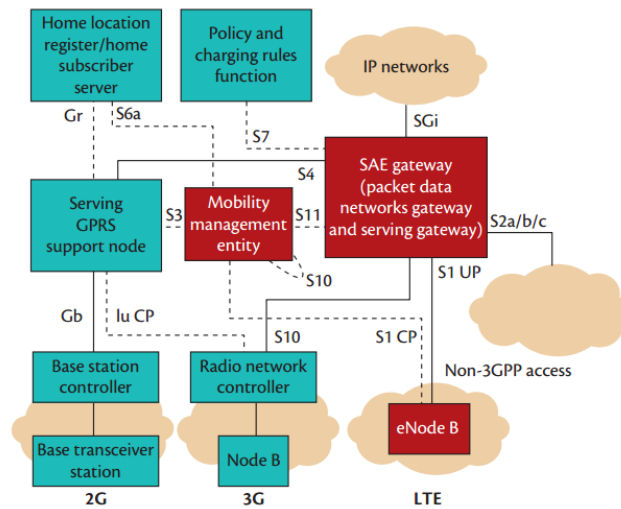 Home location
register/home
subscriber
server
Policy and
charging rules
function
IP networks
Gr
S6a
S7
SGi
SAE gateway
(packet data
networks gateway
and serving gateway)
S4
Serving
GPRS
support node
S3
Mobility
management
entity
S11
S2a/b/c
S10
S1 UP
Gb
lu CP
S10
S1 CP
Non-3GPP access
Base station
controller
Radio network
controller
eNode B
Base transceiver
station
Node B
2G
3G
LTE